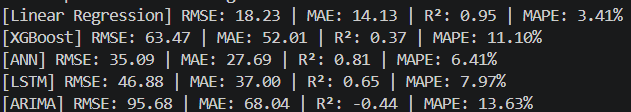 [Linear Regression] RMSE: 18.23 | MAE: 14.13 | R²: 0.95 | MAPE: 3.41%
[XGBoost] RMSE: 63.47 | MAE: 52.01 | R²: 0.37 | MAPE: 11.10%
[ANN] RMSE: 35.09 | MAE: 27.69 | R²: 0.81 | MAPE: 6.41%
[LSTM] RMSE: 46.88 | MAE: 37.00 | R²: 0.65 | MAPE: 7.97%
[ARIMA] RMSE: 95.68 | MAE: 68.04 | R²: -0.44 | MAPE: 13.63%